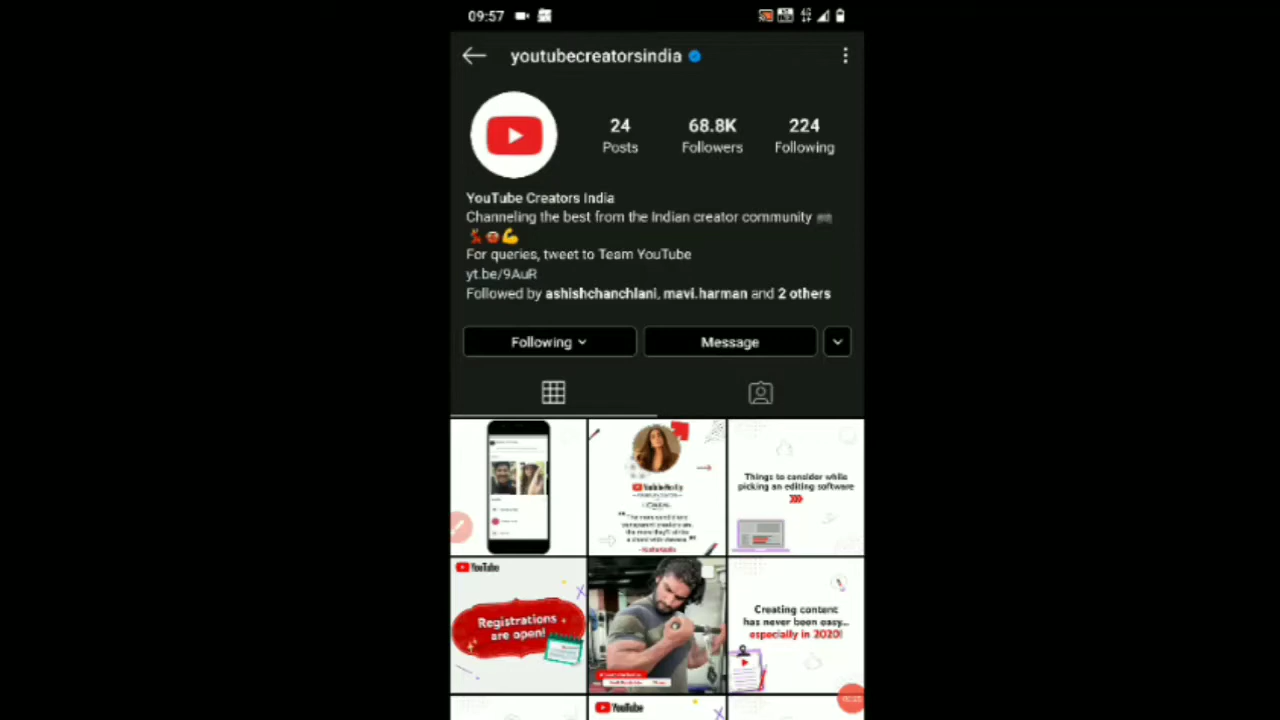 09:57
youtubecreatorsindia
24 68.8K 224
Posts Followers Following
YouTube Creators India
Channeling the best from the Indian creator community
For queries, tweet to Team YouTube
yt.be/9AuR
Followed by ashishchanchlani, mavi.harman and 2 others
Following Message
Things to consider while
picking an editing software
YouTube
Registrations
are open!
Creating content
has never been easy...
especially in 2020!
YouTube